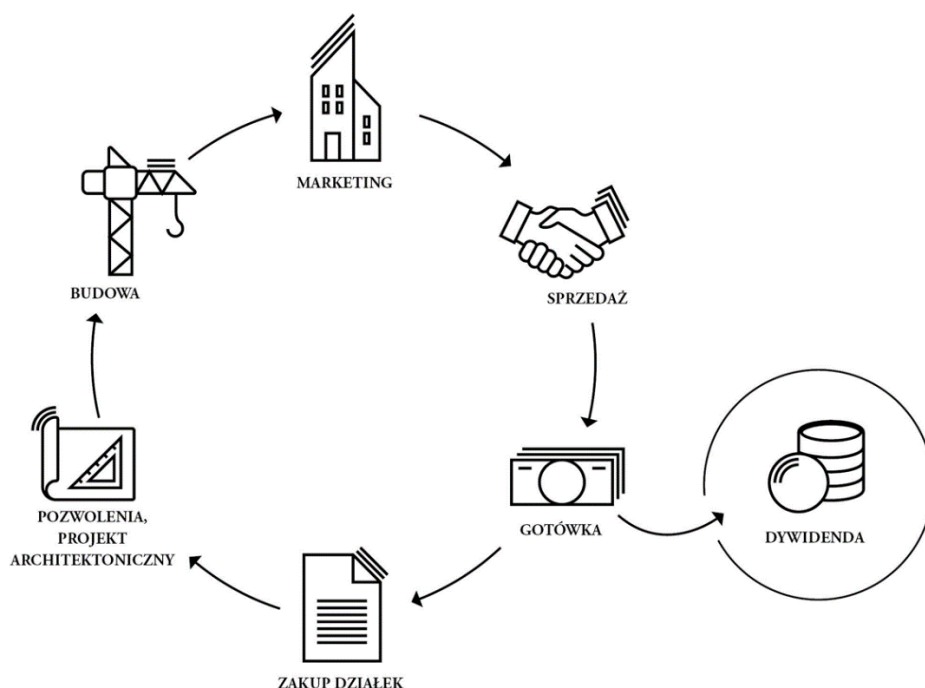 MARKETING
BUDOWA
SPRZEDAŻ
POZWOLENIA,
PROJEKT
ARCHITEKTONICZNY
GOTÓWKA
DYWIDENDA
ZAKUP DZIAŁEK